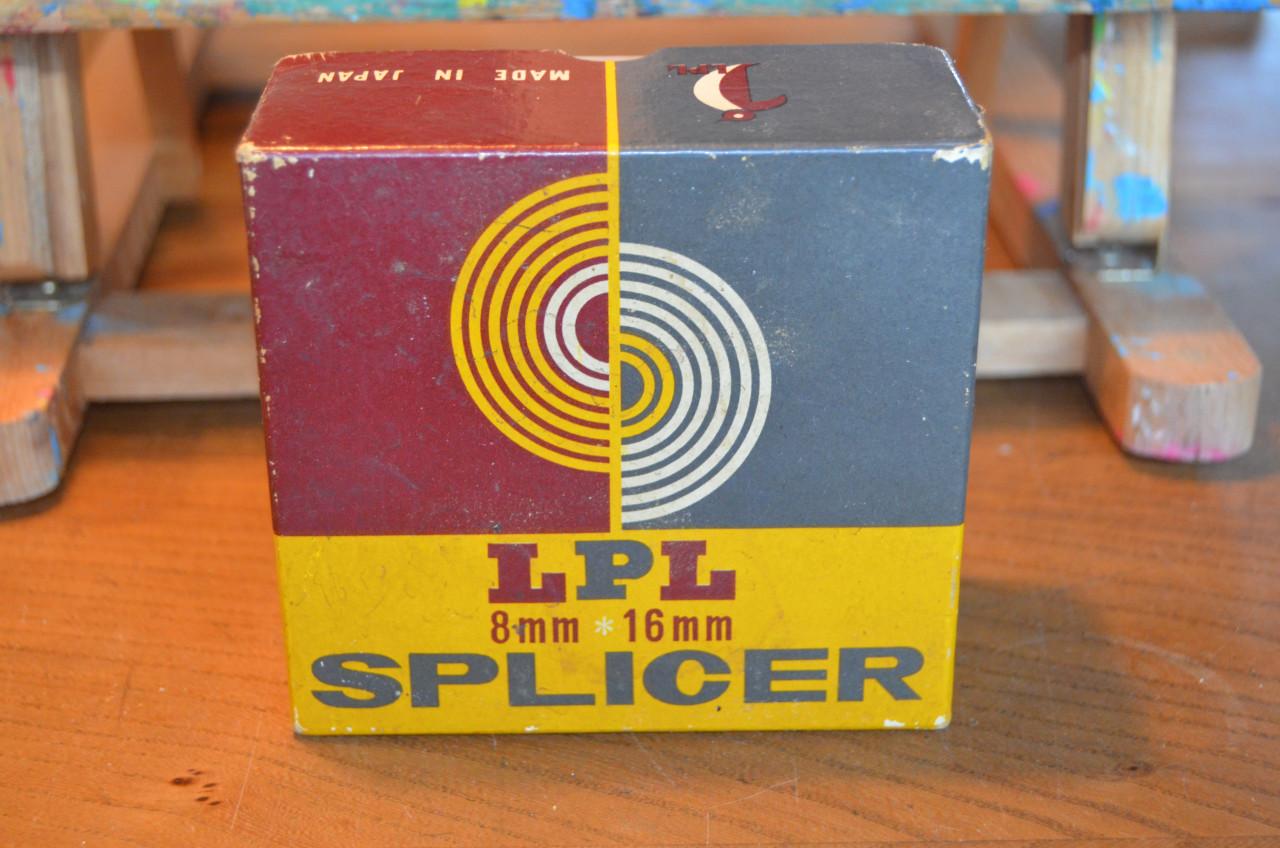 MADE IN JAPAN
LPL
LPL
8mm * 16mm
SPLICER